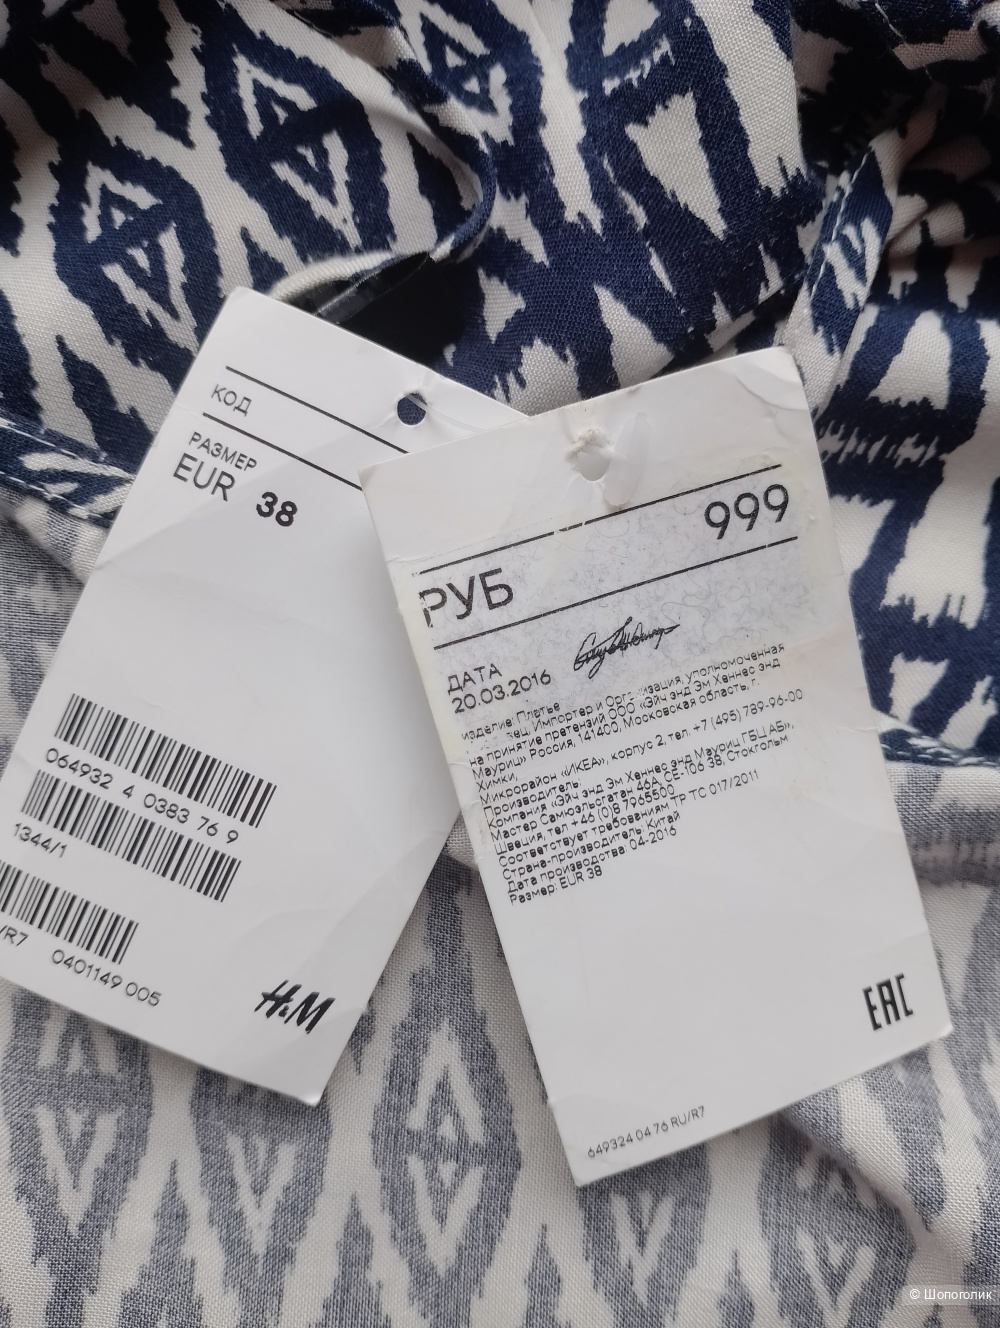 КОД
РАЗМЕР
EUR 38
064932 4 0383 76 9
1344/1
/R7 0401149 005
H&M
РУБ 999
ДАТА
20.03.2016
изделие: Платье
Импортер и уполномоченная
на принятие претензий ООО «Эйч энд Эм Хеннес энд
Мауриц» Россия, 141400, Московская область, г.
Химки,
Микрорайон «ИКЕА», корпус 2, тел. +7 (495) 789-96-00
Производитель:
Компания «Эйч энд Эм Хеннес энд Мауриц ГБЦ АБ»,
Мастер Самюэльсгатан 46А, СЕ-106 38, Стокгольм
Швеция, тел +46 (0)8 7965500
Соответствует требованиям ТР ТС 017/2011
Страна-производитель: Китай
Дата производства: 04-2016
Размер: EUR 38
EAC
649324 04 76 RU/R7
© Шопоголик